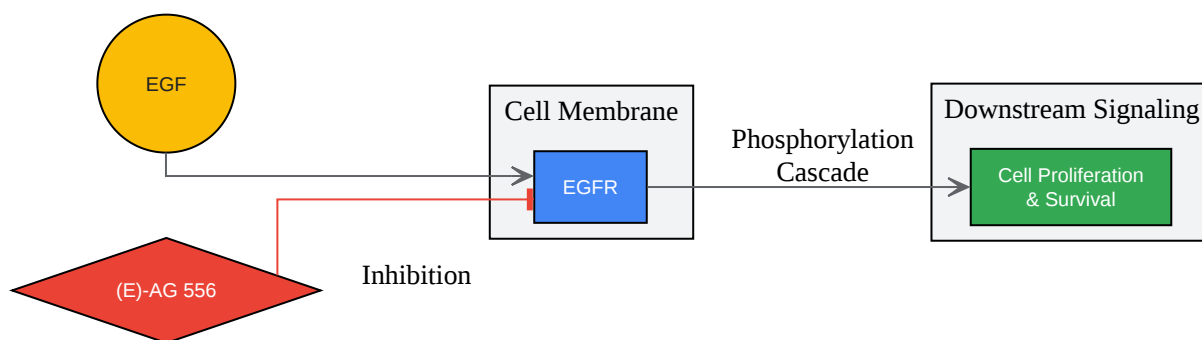 EGF
Cell Membrane
EGFR
Phosphorylation
Cascade
Downstream Signaling
Cell Proliferation
& Survival
Inhibition
(E)-AG 556